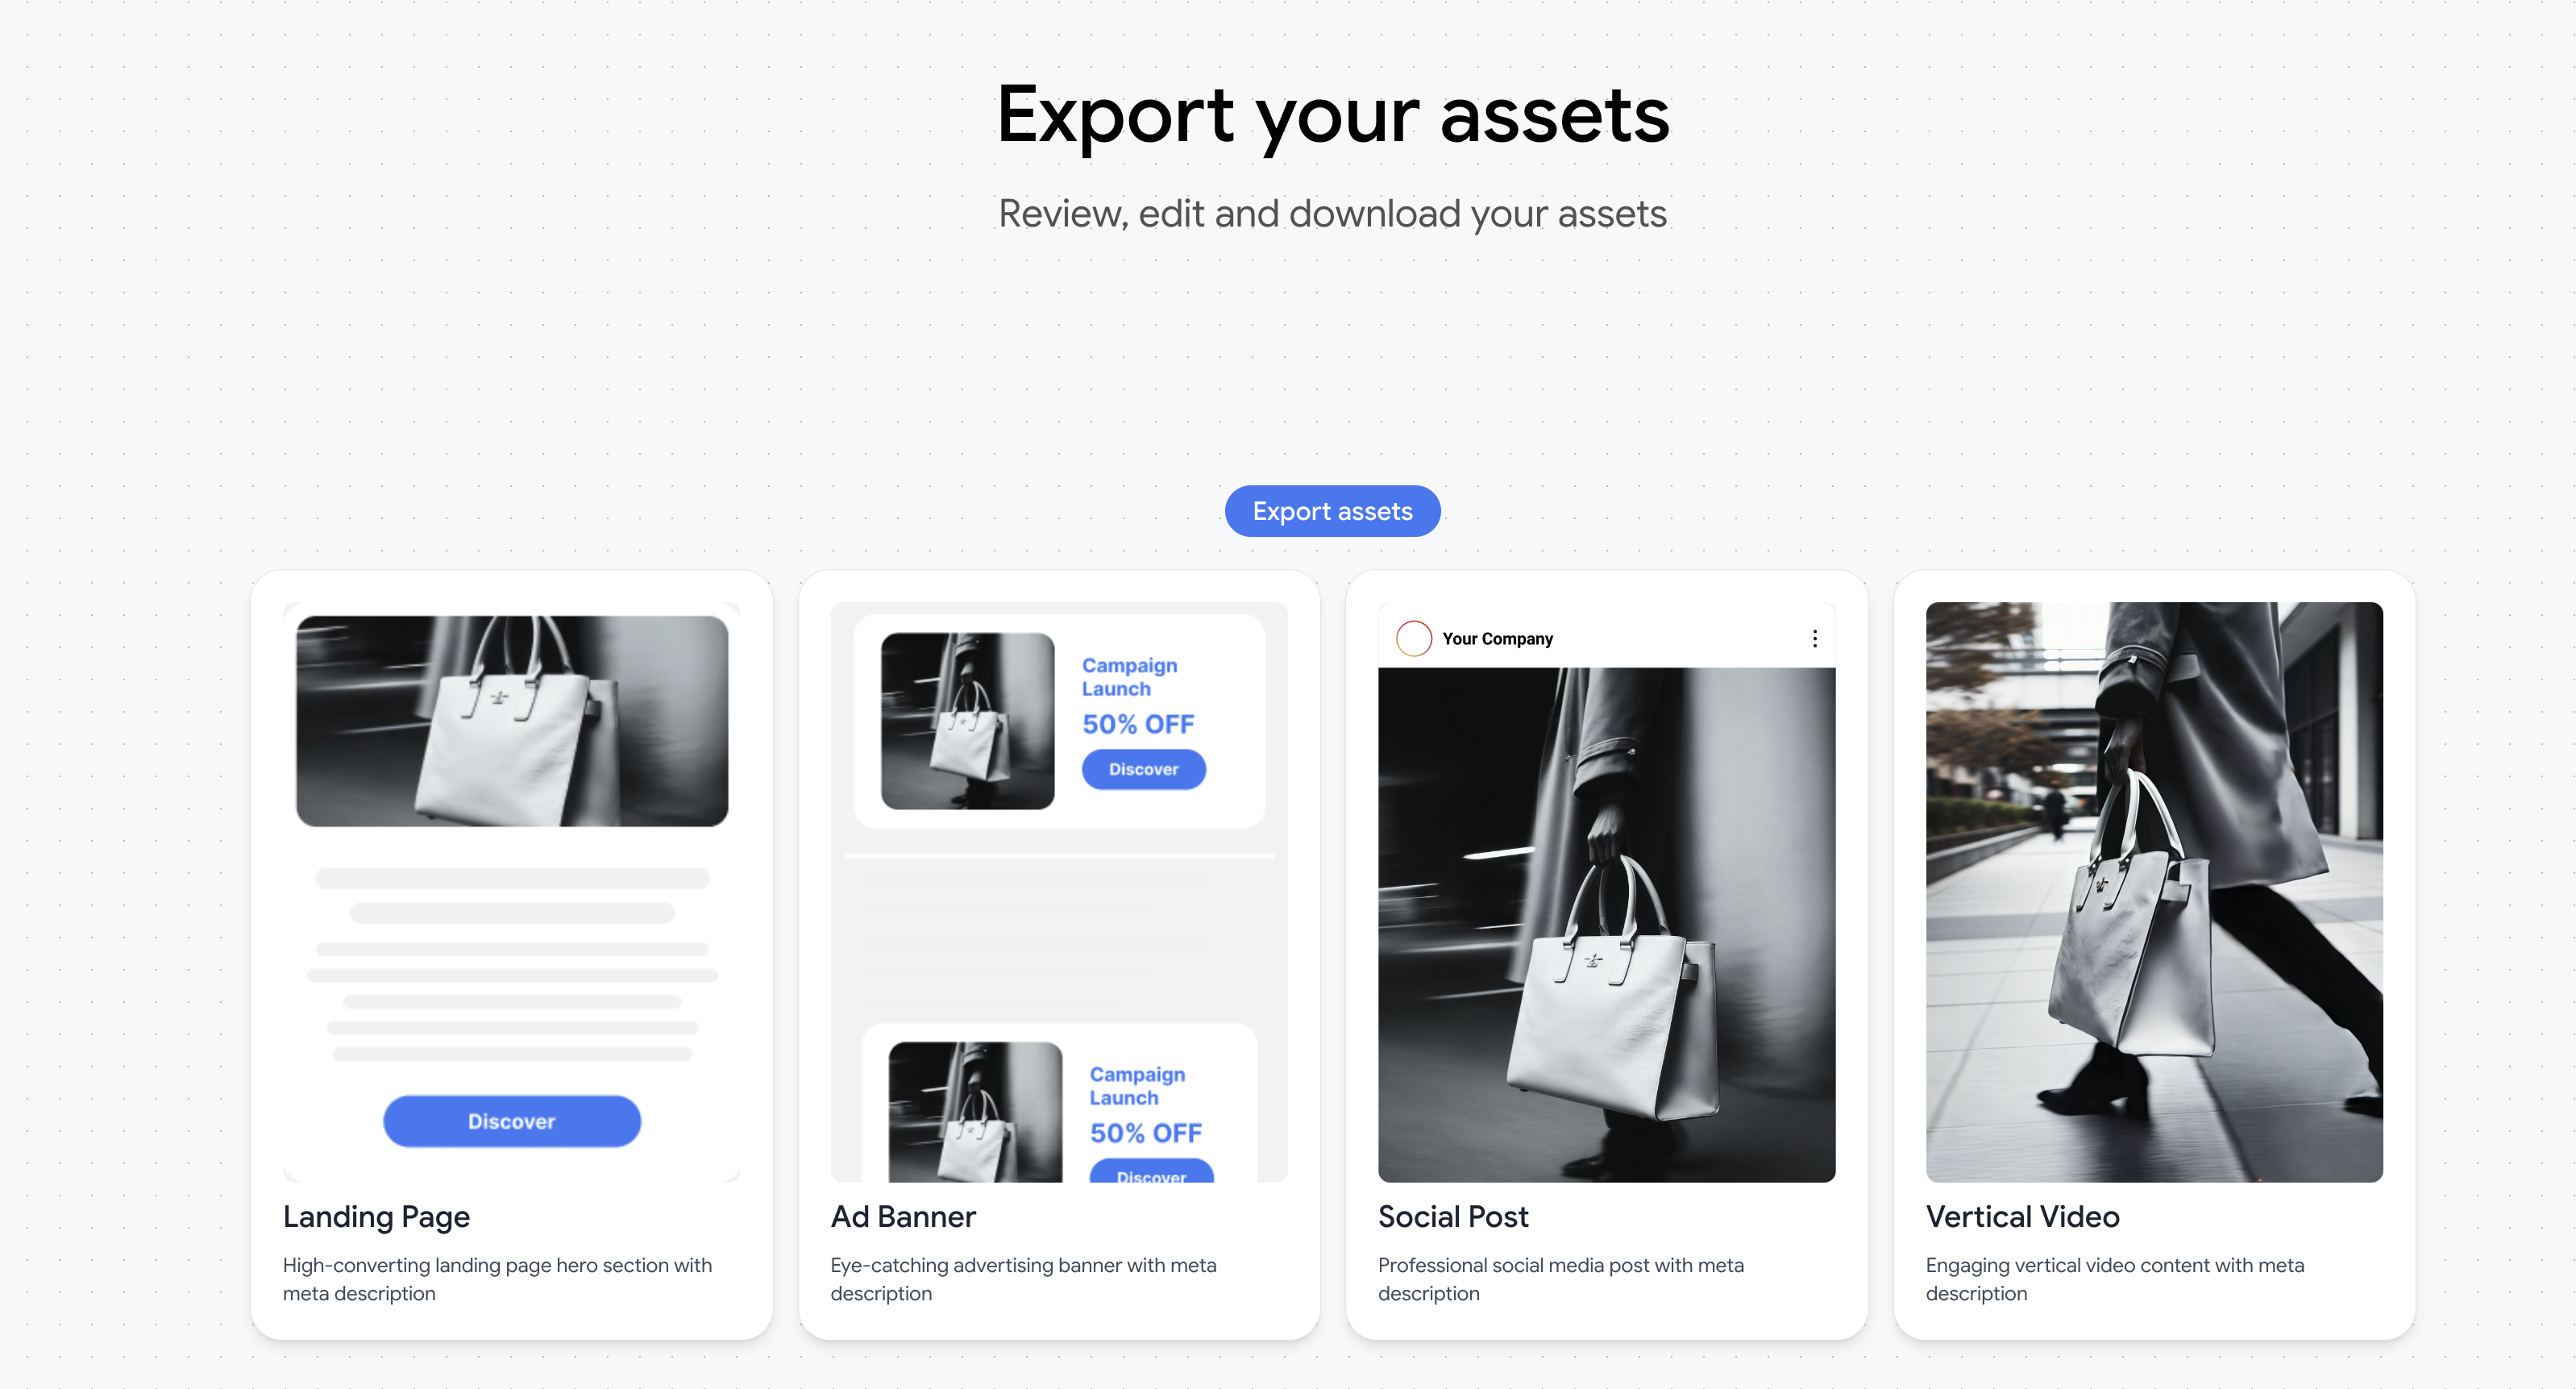 Export your assets
Review, edit and download your assets
Export assets
Discover
Landing Page
High-converting landing page hero section with
meta description
Campaign
Launch
50% OFF
Discover
Campaign
Launch
50% OFF
Discover
Ad Banner
Eye-catching advertising banner with meta
description
Your Company
Social Post
Professional social media post with meta
description
Vertical Video
Engaging vertical video content with meta
description